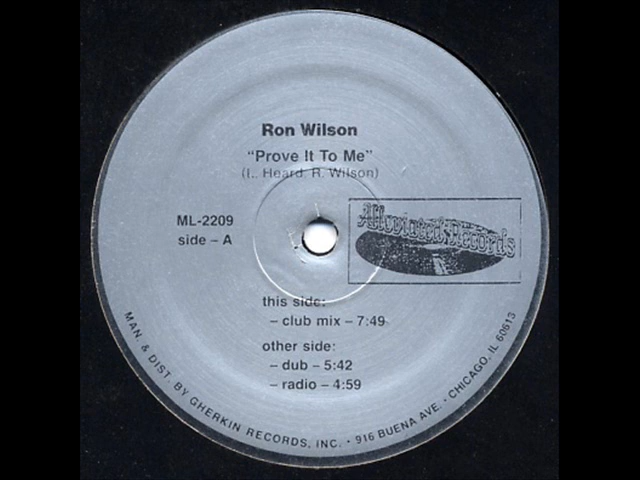 Ron Wilson
"Prove It To Me"
(L. Heard, R. Wilson)
ML-2209
side – A
Alleviated Records
this side:
– club mix – 7:49
other side:
– dub – 5:42
– radio – 4:59
MAN & DIST. BY GHERKIN RECORDS, INC. • 916 BUENA AVE. • CHICAGO, IL 60613